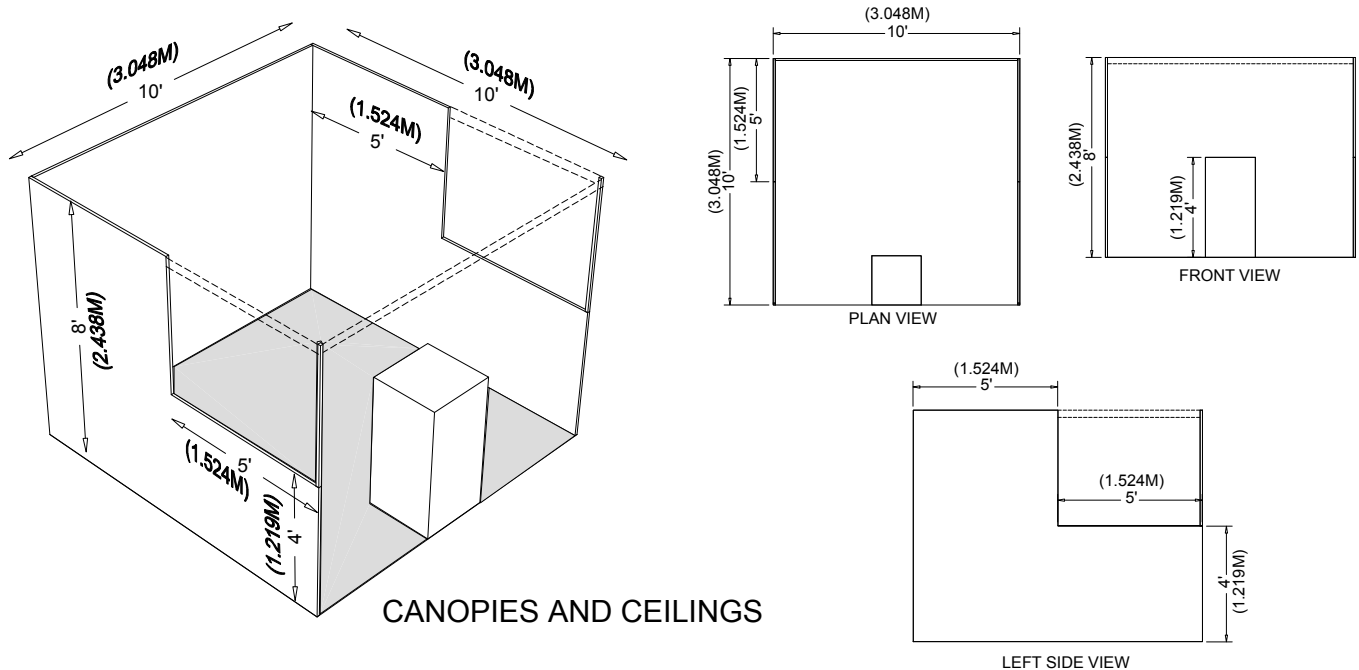 (3.048M)
10'
(3.048M)
10'
(1.524M)
5'
8'
(2.438M)
5'
(1.524M)
4'
(1.219M)
CANOPIES AND CEILINGS
(3.048M)
10'
(1.524M)
5'
(3.048M)
10'
PLAN VIEW
(2.438M)
8'
(1.219M)
4'
FRONT VIEW
(1.524M)
5'
(1.524M)
5'
4'
(1.219M)
LEFT SIDE VIEW